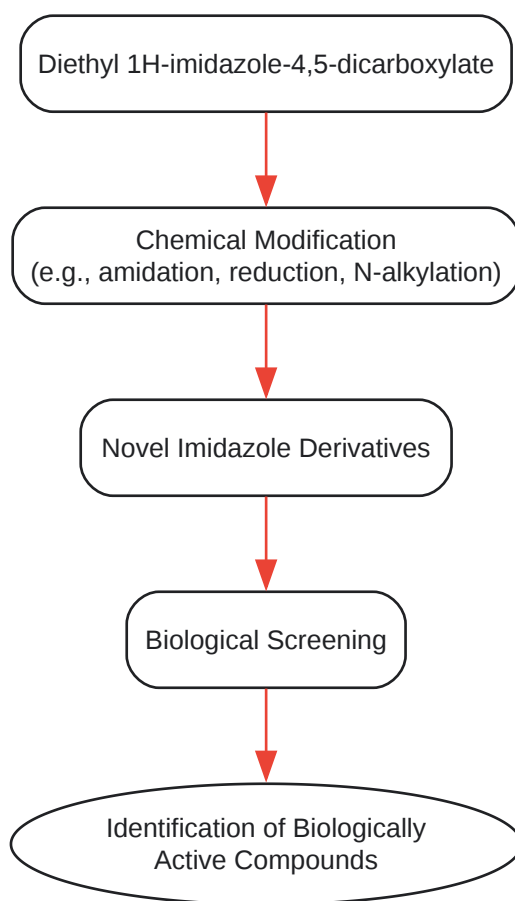 Diethyl 1H-imidazole-4,5-dicarboxylate
Chemical Modification
(e.g., amidation, reduction, N-alkylation)
Novel Imidazole Derivatives
Biological Screening
Identification of Biologically
Active Compounds